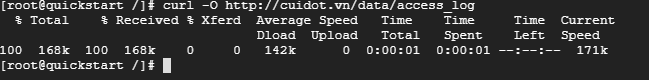 [root@quickstart /]# curl -O http://cuidot.vn/data/access_log
% Total % Received % Xferd Average Speed Time Time Time Current
Dload Upload Total Spent Left Speed
100 168k 100 168k 0 0 142k 0 0:00:01 0:00:01 --:--:-- 171k
[root@quickstart /]#